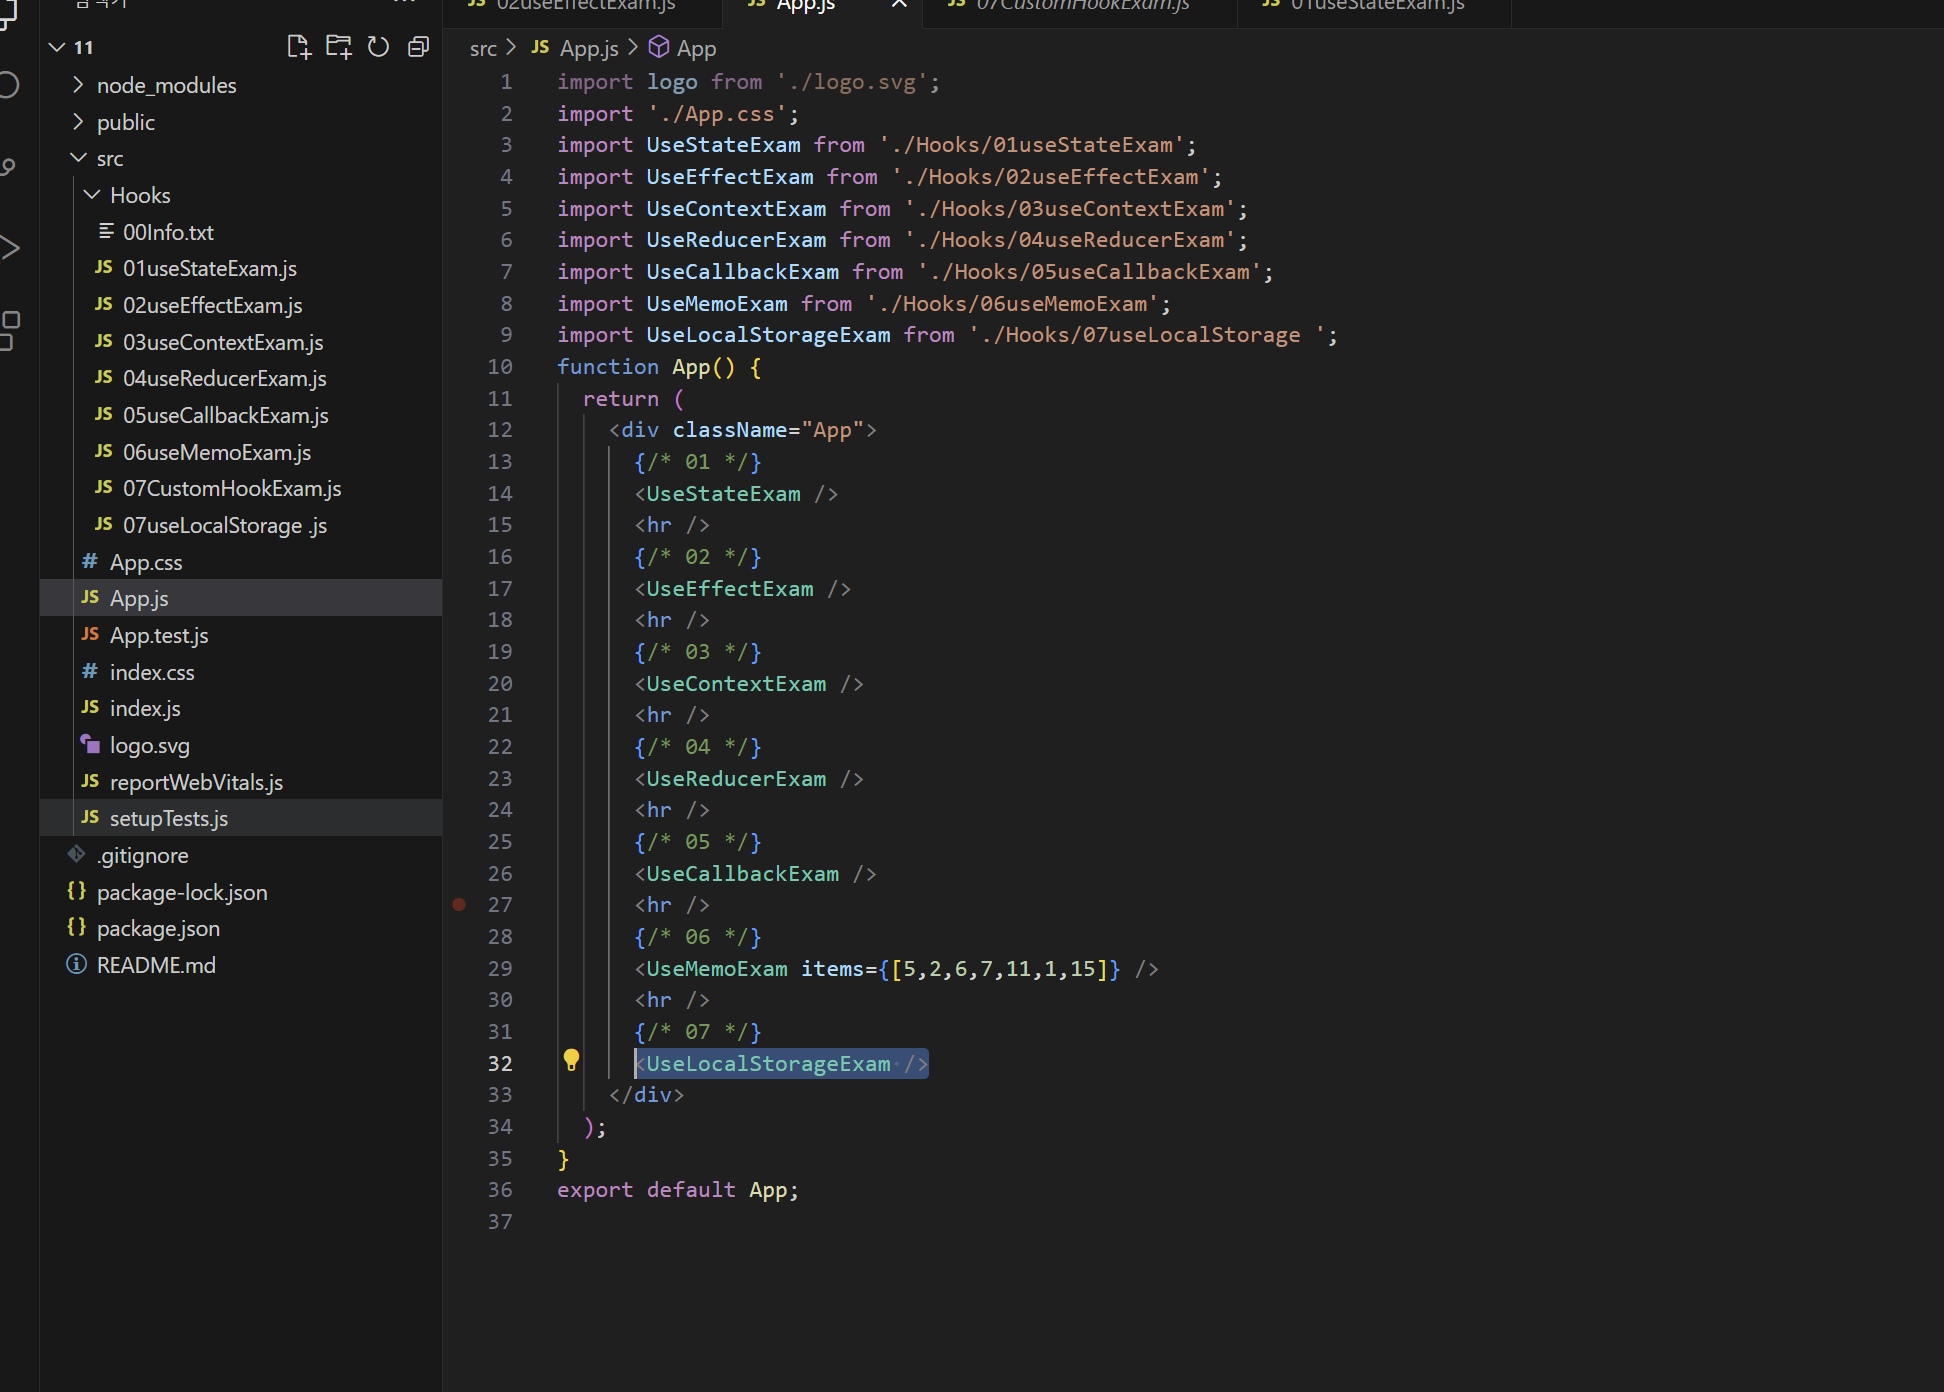 탐색기
11
node_modules
public
src
Hooks
00Info.txt
JS 01useStateExam.js
JS 02useEffectExam.js
JS 03useContextExam.js
JS 04useReducerExam.js
JS 05useCallbackExam.js
JS 06useMemoExam.js
JS 07CustomHookExam.js
JS 07useLocalStorage .js
# App.css
JS App.js
JS App.test.js
# index.css
JS index.js
logo.svg
JS reportWebVitals.js
JS setupTests.js
.gitignore
{} package-lock.json
{} package.json
README.md
JS 02useEffectExam.js
JS App.js
JS 07CustomHookExam.js
JS 01useStateExam.js
src > JS App.js > App
1 import logo from './logo.svg';
2 import './App.css';
3 import UseStateExam from './Hooks/01useStateExam';
4 import UseEffectExam from './Hooks/02useEffectExam';
5 import UseContextExam from './Hooks/03useContextExam';
6 import UseReducerExam from './Hooks/04useReducerExam';
7 import UseCallbackExam from './Hooks/05useCallbackExam';
8 import UseMemoExam from './Hooks/06useMemoExam';
9 import UseLocalStorageExam from './Hooks/07useLocalStorage ';
10 function App() {
11 return (
12 <div className="App">
13 {/* 01 */}
14 <UseStateExam />
15 <hr />
16 {/* 02 */}
17 <UseEffectExam />
18 <hr />
19 {/* 03 */}
20 <UseContextExam />
21 <hr />
22 {/* 04 */}
23 <UseReducerExam />
24 <hr />
25 {/* 05 */}
26 <UseCallbackExam />
27 <hr />
28 {/* 06 */}
29 <UseMemoExam items={[5,2,6,7,11,1,15]} />
30 <hr />
31 {/* 07 */}
32 <UseLocalStorageExam />
33 </div>
34 );
35 }
36 export default App;
37